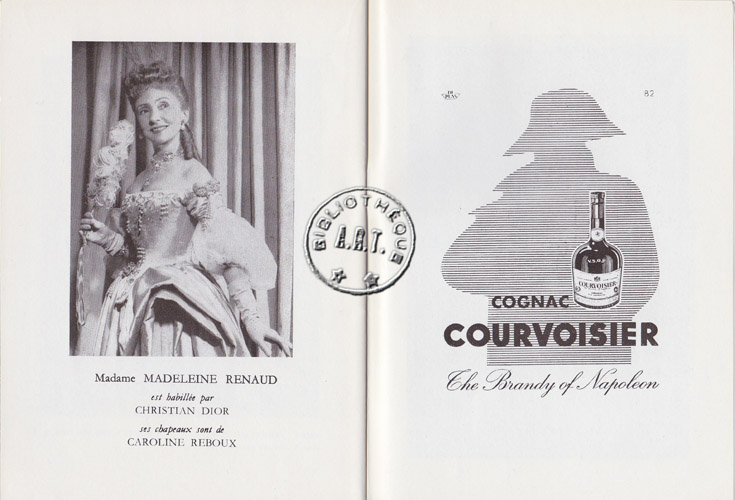 Madame MADELEINE RENAUD
est habillée par
CHRISTIAN DIOR
ses chapeaux sont de
CAROLINE REBOUX
BIBLIOTHÈQUE
A.R.T.
82
V.S.O.P.
COURVOISIER
COGNAC
COURVOISIER
The Brandy of Napoleon